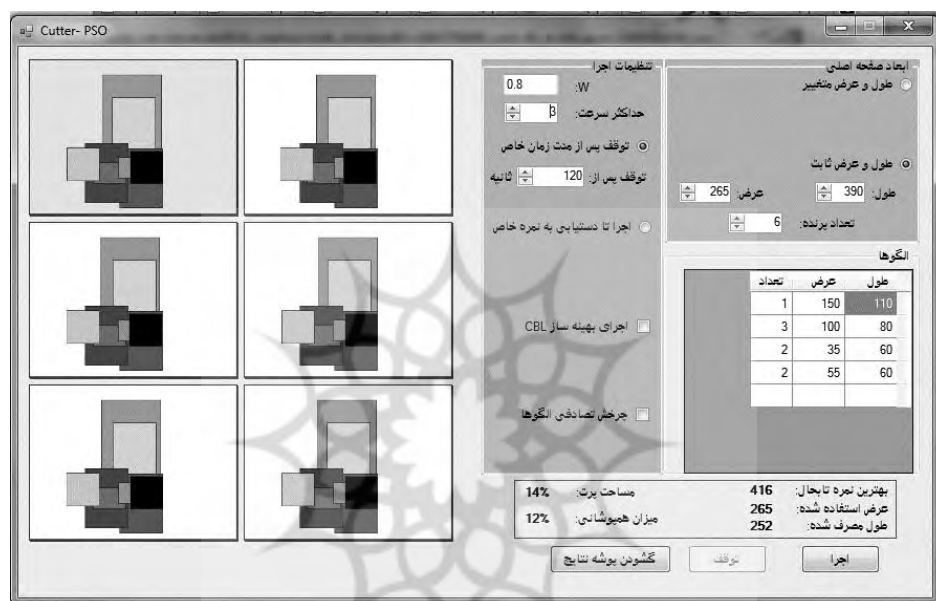 Cutter- PSO
ابعاد صفحه اصلی
طول و عرض متغییر
طول و عرض ثابت
طول: 390 عرض: 265
تعداد پرنده: 6
تنظیمات اجرا
W: 0.8
حداکثر سرعت: 3
توقف پس از مدت زمان خاص
توقف پس از: 120 ثانیه
اجرا تا دستیابی به نمره خاص
اجرای بهینه ساز CBL
چرخش تصادفی الگوها
الگوها
طول عرض تعداد
110 150 1
80 100 3
60 35 2
60 55 2
بهترین نمره تابحال: 416 مساحت پرت: 14%
عرض استفاده شده: 265
میزان همپوشانی: 12%
طول مصرف شده: 252
اجرا توقف گشودن پوشه نتایج